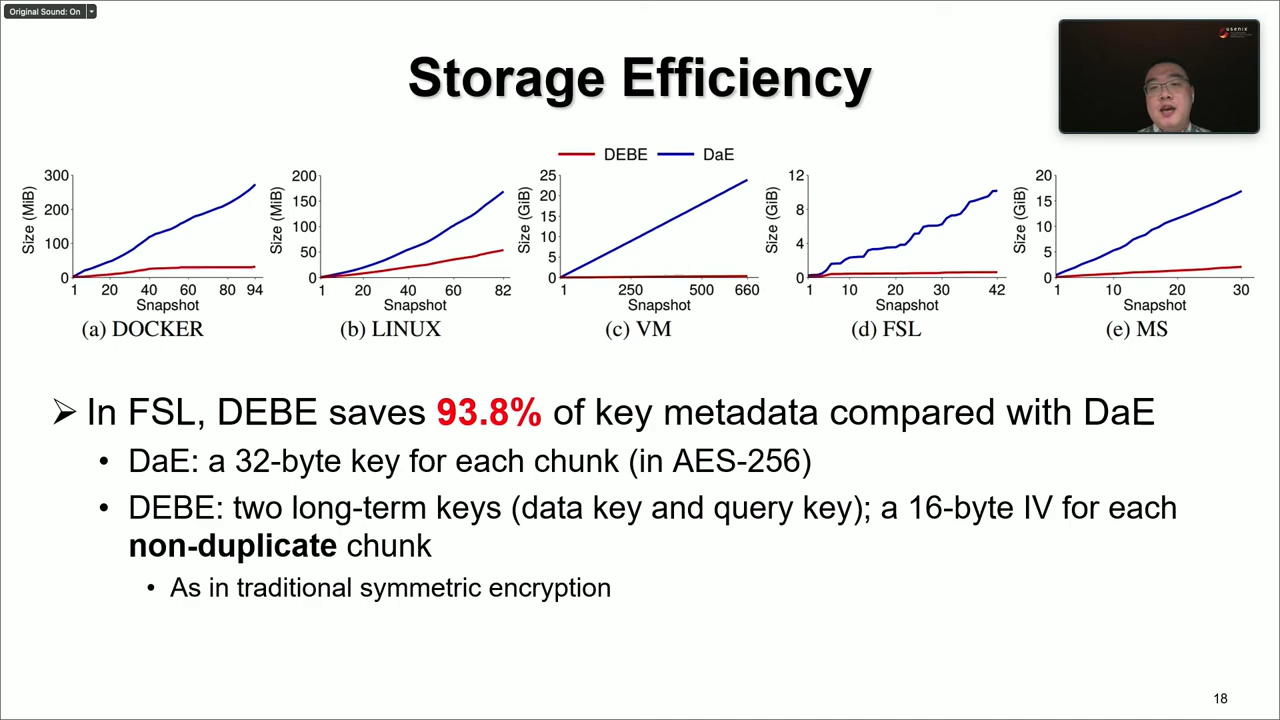 Original Sound: On
usenix
Storage Efficiency
DEBE DaE
Size (MiB)
300
200
100
0
1 20 40 60 80 94
Snapshot
(a) DOCKER
Size (MiB)
200
150
100
50
0
1 20 40 60 82
Snapshot
(b) LINUX
Size (GiB)
25
20
15
10
5
0
1 250 500 660
Snapshot
(c) VM
Size (GiB)
12
8
4
0
1 10 20 30 42
Snapshot
(d) FSL
Size (GiB)
20
15
10
5
0
1 10 20 30
Snapshot
(e) MS
➢ In FSL, DEBE saves 93.8% of key metadata compared with DaE
• DaE: a 32-byte key for each chunk (in AES-256)
• DEBE: two long-term keys (data key and query key); a 16-byte IV for each
non-duplicate chunk
• As in traditional symmetric encryption
18